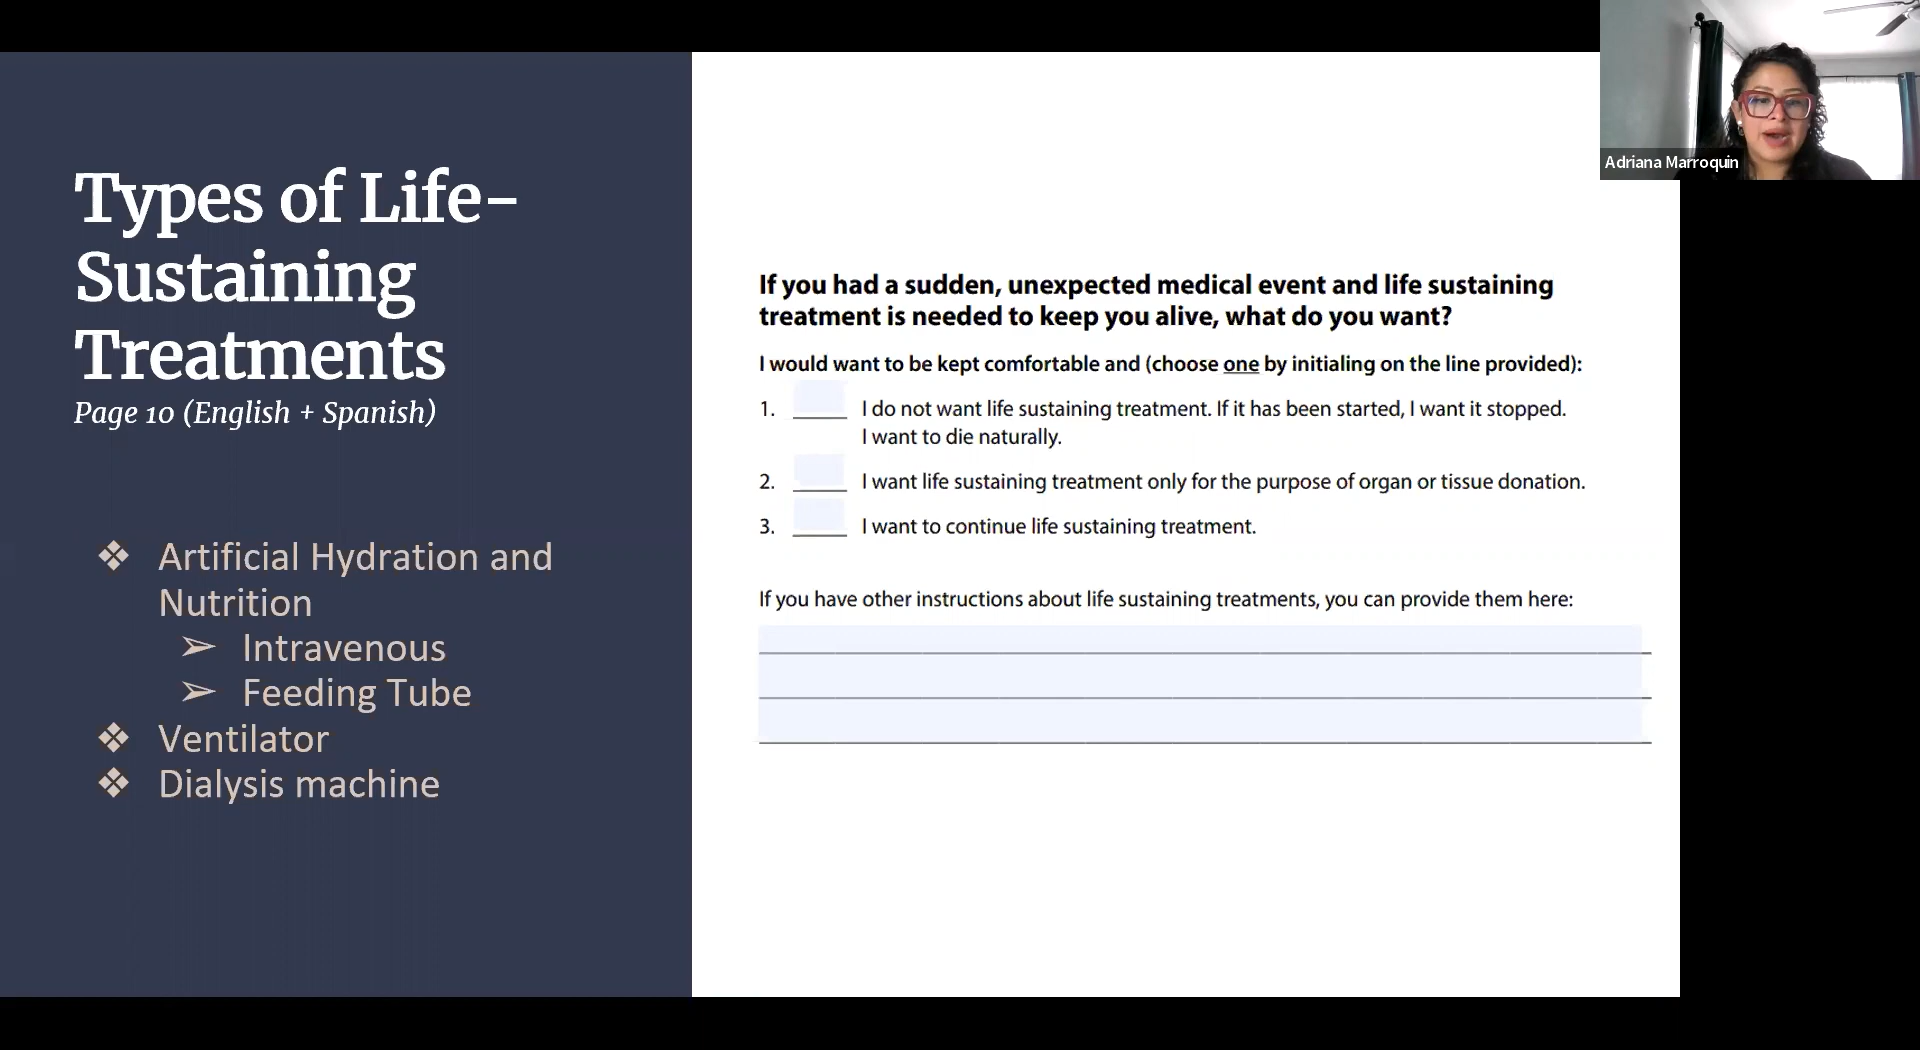 Types of Life-
Sustaining
Treatments
Page 10 (English + Spanish)
❖ Artificial Hydration and
Nutrition
➢ Intravenous
➢ Feeding Tube
❖ Ventilator
❖ Dialysis machine
If you had a sudden, unexpected medical event and life sustaining
treatment is needed to keep you alive, what do you want?
I would want to be kept comfortable and (choose one by initialing on the line provided):
1. ____ I do not want life sustaining treatment. If it has been started, I want it stopped.
I want to die naturally.
2. ____ I want life sustaining treatment only for the purpose of organ or tissue donation.
3. ____ I want to continue life sustaining treatment.
If you have other instructions about life sustaining treatments, you can provide them here:
Adriana Marroquin